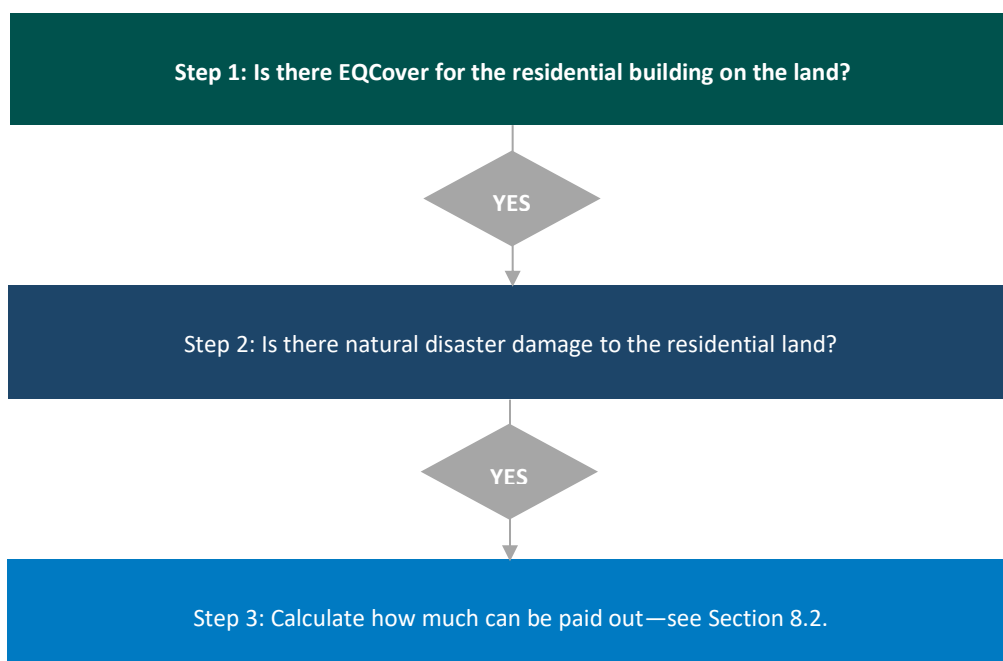 Step 1: Is there EQCover for the residential building on the land?
YES
Step 2: Is there natural disaster damage to the residential land?
YES
Step 3: Calculate how much can be paid out—see Section 8.2.